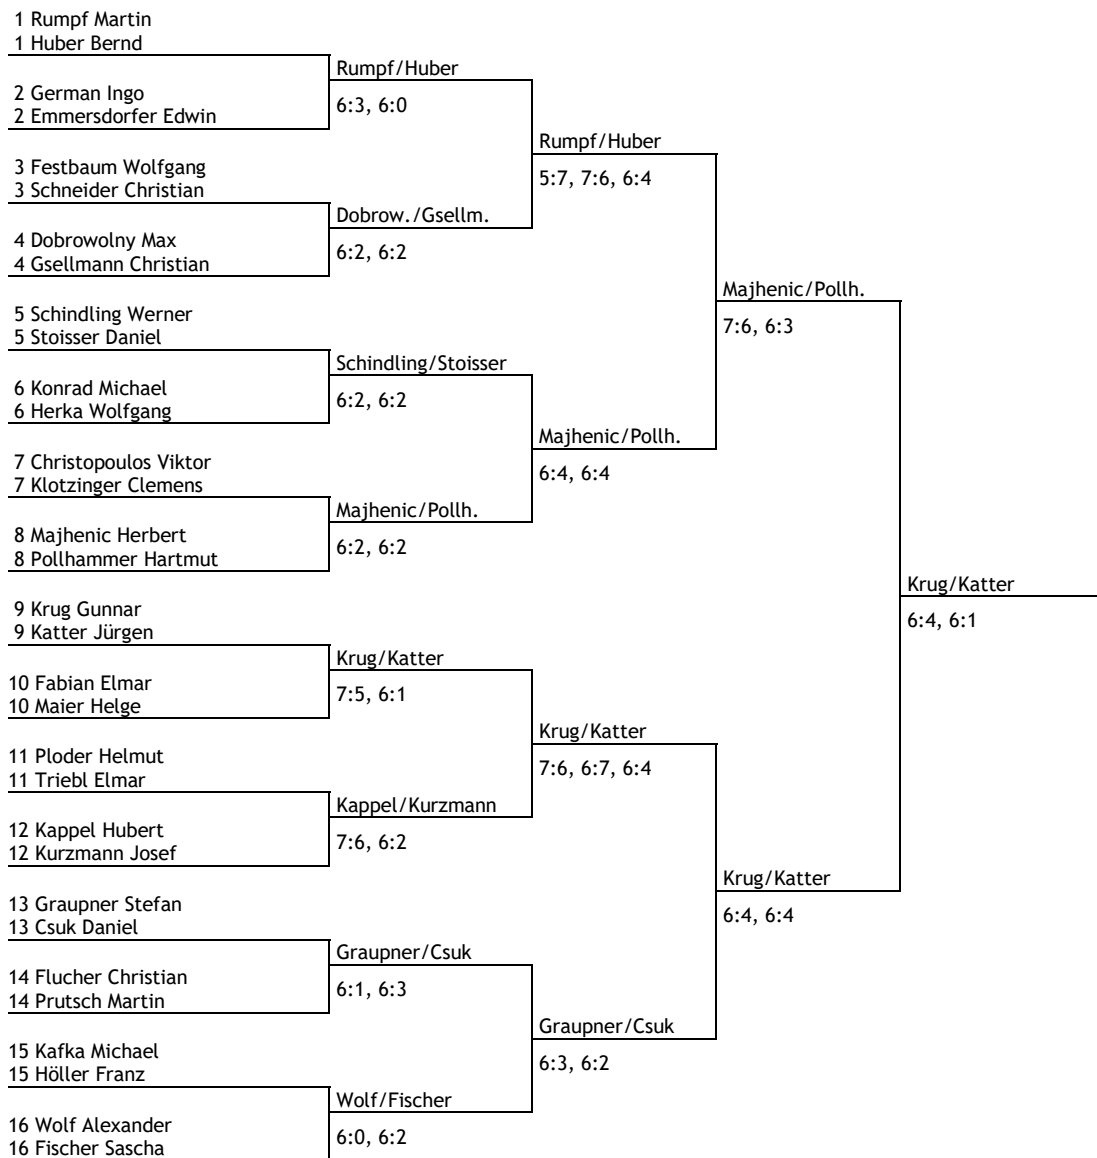 1 Rumpf Martin
1 Huber Bernd
Rumpf/Huber
2 German Ingo
6:3, 6:0
2 Emmersdorfer Edwin
Rumpf/Huber
3 Festbaum Wolfgang
5:7, 7:6, 6:4
3 Schneider Christian
Dobrow./Gsellm.
4 Dobrowolny Max
6:2, 6:2
4 Gsellmann Christian
Majhenic/Pollh.
5 Schindling Werner
7:6, 6:3
5 Stoisser Daniel
Schindling/Stoisser
6 Konrad Michael
6:2, 6:2
6 Herka Wolfgang
Majhenic/Pollh.
7 Christopoulos Viktor
6:4, 6:4
7 Klotzinger Clemens
Majhenic/Pollh.
8 Majhenic Herbert
6:2, 6:2
8 Pollhammer Hartmut
Krug/Katter
9 Krug Gunnar
6:4, 6:1
9 Katter Jürgen
Krug/Katter
10 Fabian Elmar
7:5, 6:1
10 Maier Helge
Krug/Katter
11 Ploder Helmut
7:6, 6:7, 6:4
11 Triebl Elmar
Kappel/Kurzmann
12 Kappel Hubert
7:6, 6:2
12 Kurzmann Josef
Krug/Katter
13 Graupner Stefan
6:4, 6:4
13 Csuk Daniel
Graupner/Csuk
14 Flucher Christian
6:1, 6:3
14 Prutsch Martin
Graupner/Csuk
15 Kafka Michael
6:3, 6:2
15 Höller Franz
Wolf/Fischer
16 Wolf Alexander
6:0, 6:2
16 Fischer Sascha